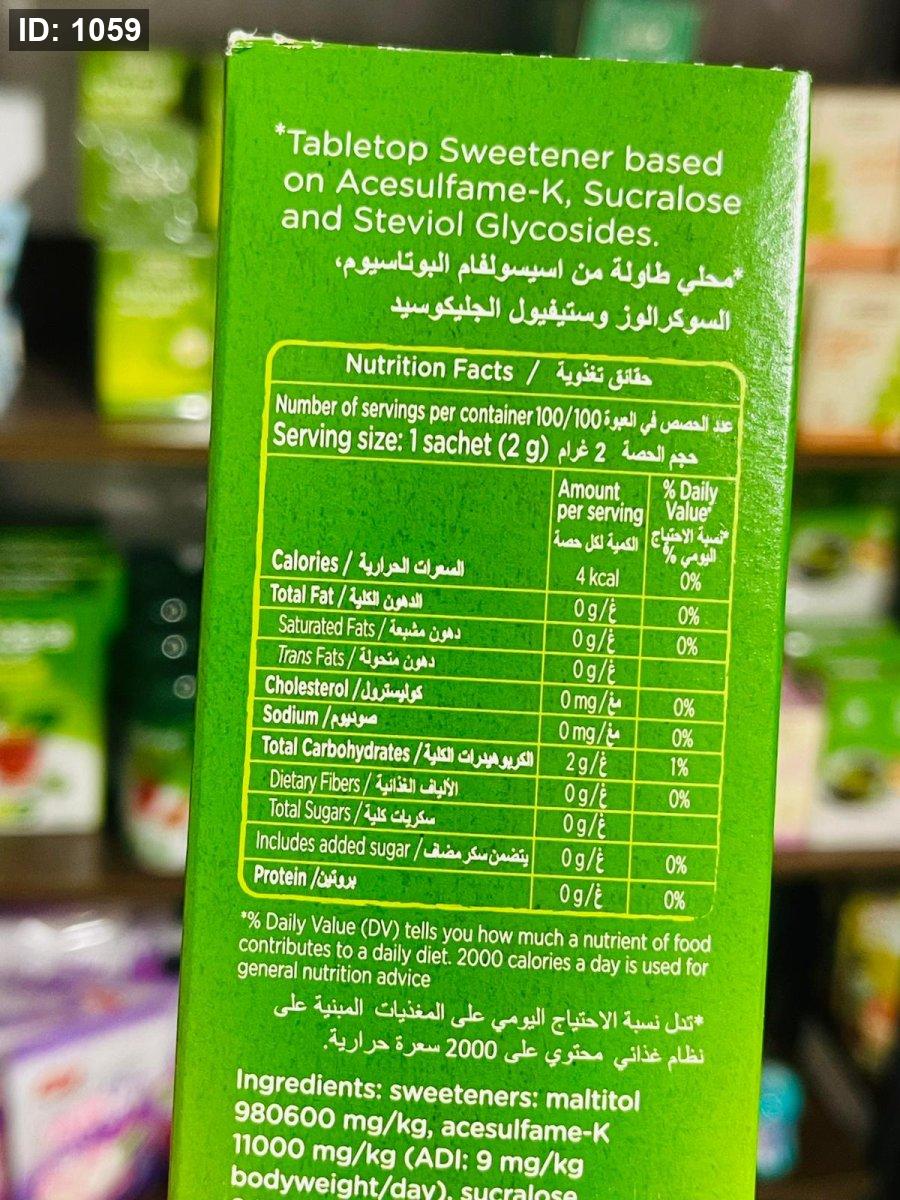 ID: 1059
*Tabletop Sweetener based
on Acesulfame-K, Sucralose
and Steviol Glycosides.
*محلي طاولة من اسيسولفام البوتاسيوم،
السوكرالوز وستيفيول الجليكوسيد
Nutrition Facts / حقائق تغذوية
Number of servings per container 100/100 عدد الحصص في العبوة
Serving size: 1 sachet (2 g) حجم الحصة 2 غرام
Amount per serving الكمية لكل حصة % Daily Value* *نسبة الاحتياج اليومي %
Calories / السعرات الحرارية 4 kcal 0%
Total Fat / الدهون الكلية 0 g/غ 0%
Saturated Fats / دهون مشبعة 0 g/غ 0%
Trans Fats / دهون متحولة 0 g/غ
Cholesterol / كوليسترول 0 mg/مغ 0%
Sodium / صوديوم 0 mg/مغ 0%
Total Carbohydrates / الكربوهيدرات الكلية 2 g/غ 1%
Dietary Fibers / الألياف الغذائية 0 g/غ 0%
Total Sugars / سكريات كلية 0 g/غ
Includes added sugar / يتضمن سكر مضاف 0 g/غ 0%
Protein / بروتين 0 g/غ 0%
*% Daily Value (DV) tells you how much a nutrient of food
contributes to a daily diet. 2000 calories a day is used for
general nutrition advice
*تدل نسبة الاحتياج اليومي على المغذيات المبنية على
نظام غذائي محتوي على 2000 سعرة حرارية.
Ingredients: sweeteners: maltitol
980600 mg/kg, acesulfame-K
11000 mg/kg (ADI: 9 mg/kg
bodyweight/day), sucralose